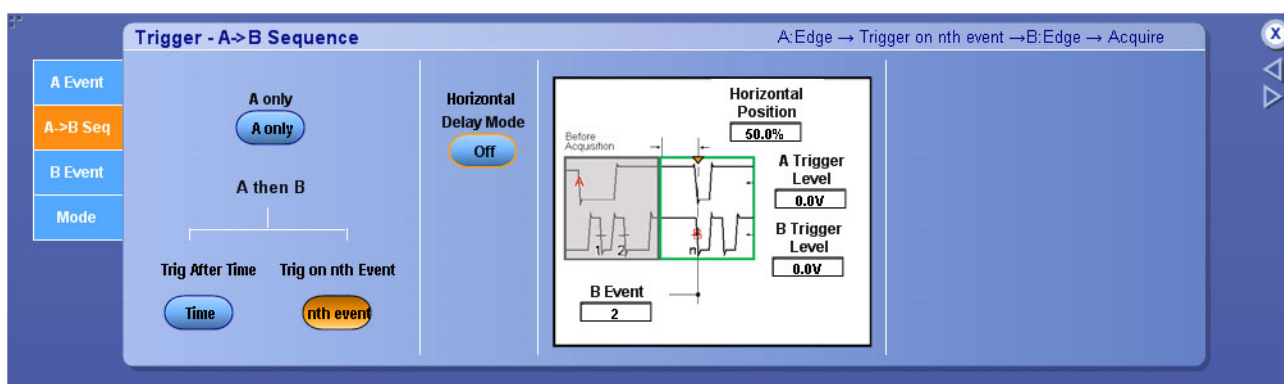 Trigger - A->B Sequence
A:Edge → Trigger on nth event →B:Edge → Acquire
X
A Event
A->B Seq
B Event
Mode
A only
A only
A then B
Trig After Time
Time
Trig on nth Event
nth event
Horizontal
Delay Mode
Off
Horizontal
Position
50.0%
Before
Acquisition
A
1
2
n
B
A Trigger
Level
0.0V
B Trigger
Level
0.0V
B Event
2